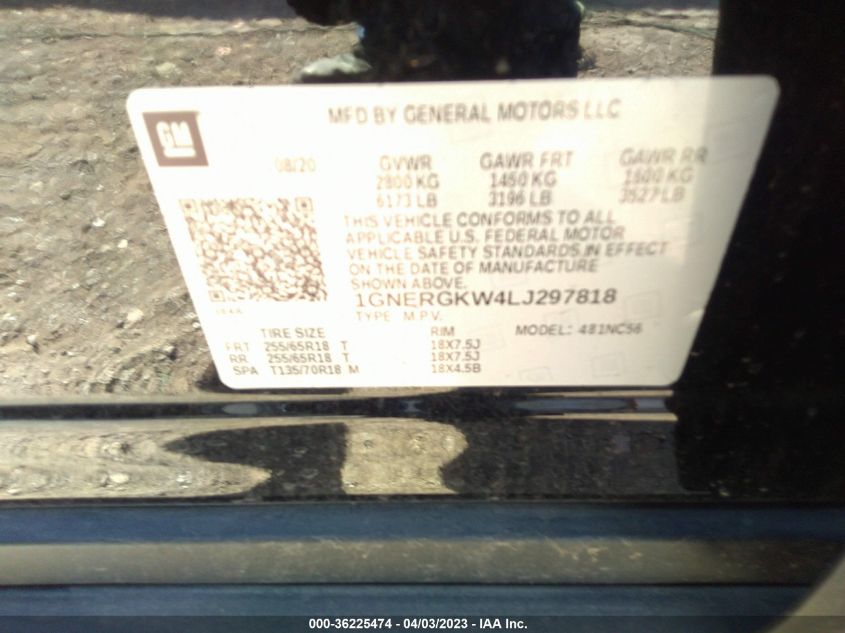 GM
MFD BY GENERAL MOTORS LLC
08/20 GVWR GAWR FRT GAWR RR
2800 KG 1450 KG 1600 KG
6173 LB 3196 LB 3527 LB
THIS VEHICLE CONFORMS TO ALL
APPLICABLE U.S. FEDERAL MOTOR
VEHICLE SAFETY STANDARDS IN EFFECT
ON THE DATE OF MANUFACTURE
SHOWN ABOVE.
1GNERGKW4LJ297818
TYPE M.P.V. MODEL: 481NC56
TIRE SIZE RIM
FRT 255/65R18 T 18X7.5J
RR 255/65R18 T 18X7.5J
SPA T135/70R18 M 18X4.5B
000-36225474 - 04/03/2023 - IAA Inc.